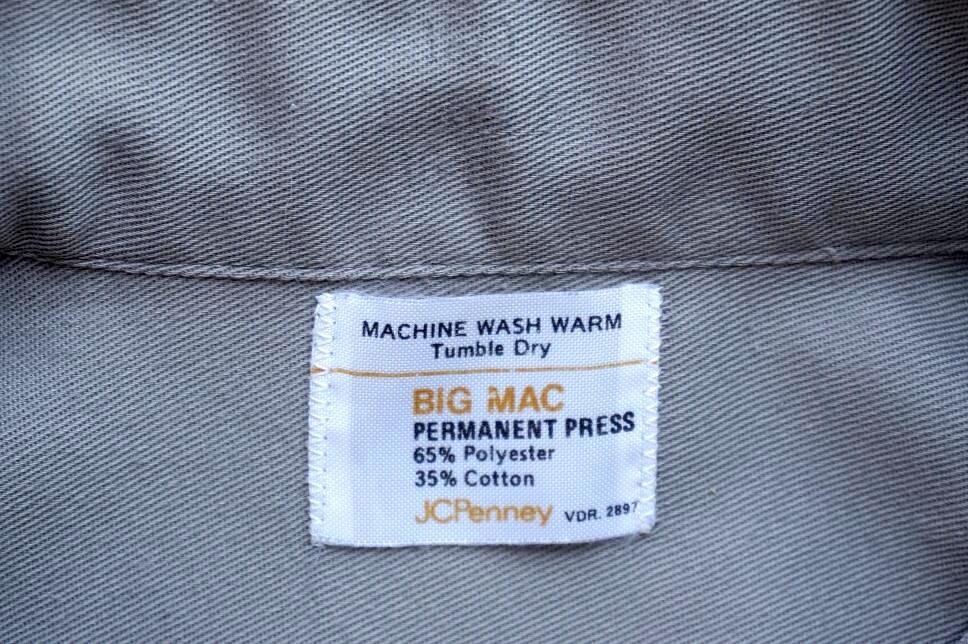 MACHINE WASH WARM
Tumble Dry
BIG MAC
PERMANENT PRESS
65% Polyester
35% Cotton
JCPenney VDR. 2897